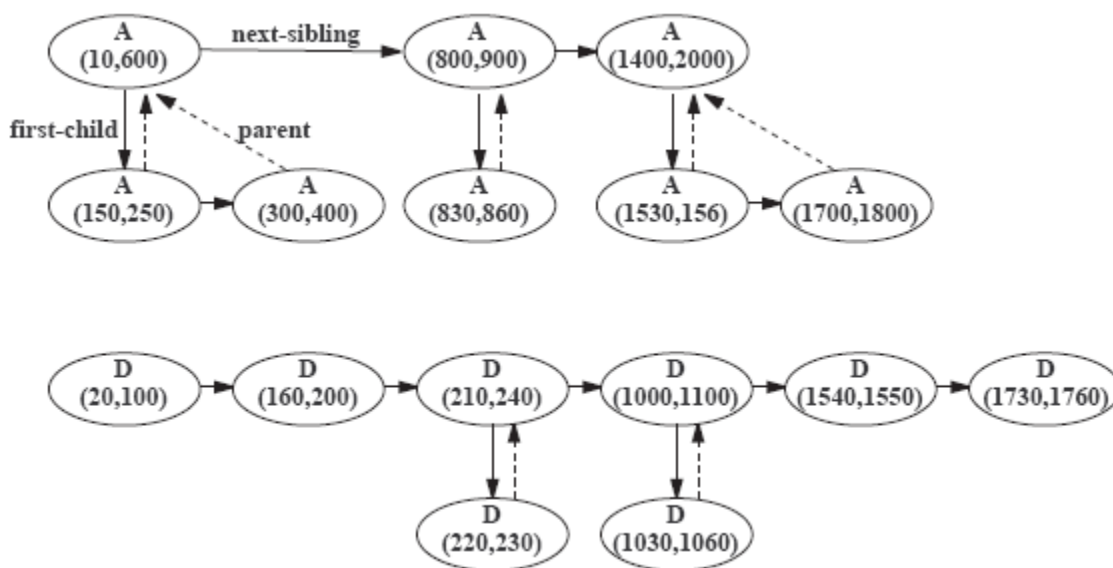 A A A
(10,600) next-sibling (800,900) (1400,2000)
first-child parent
A A A A A
(150,250) (300,400) (830,860) (1530,156) (1700,1800)
D D D D D D
(20,100) (160,200) (210,240) (1000,1100) (1540,1550) (1730,1760)
D D
(220,230) (1030,1060)